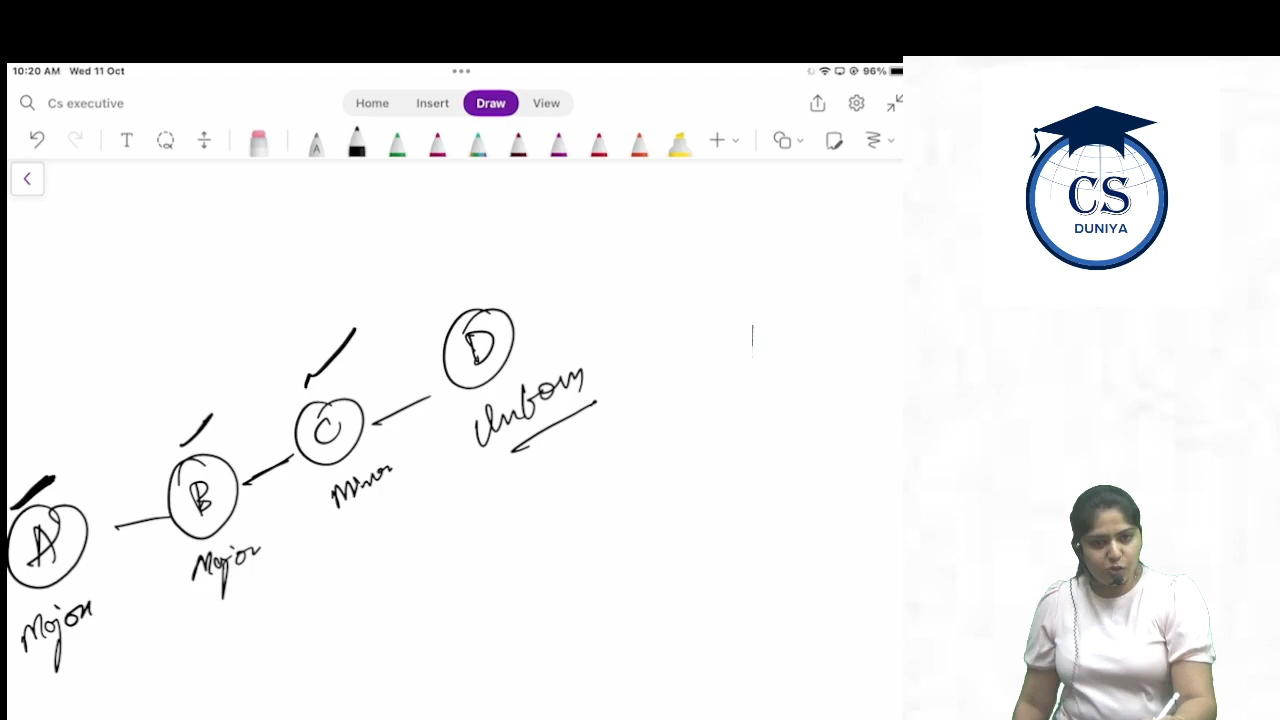 10:20 AM Wed 11 Oct
96%
Cs executive
Home Insert Draw View
T
A
CS
DUNIYA
D
Unborn
C
Minor
B
Major
A
Major